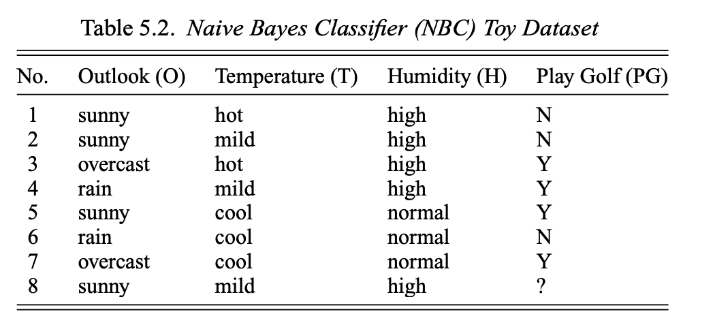 Table 5.2. Naive Bayes Classifier (NBC) Toy Dataset
No. Outlook (O) Temperature (T) Humidity (H) Play Golf (PG)
1 sunny hot high N
2 sunny mild high N
3 overcast hot high Y
4 rain mild high Y
5 sunny cool normal Y
6 rain cool normal N
7 overcast cool normal Y
8 sunny mild high ?